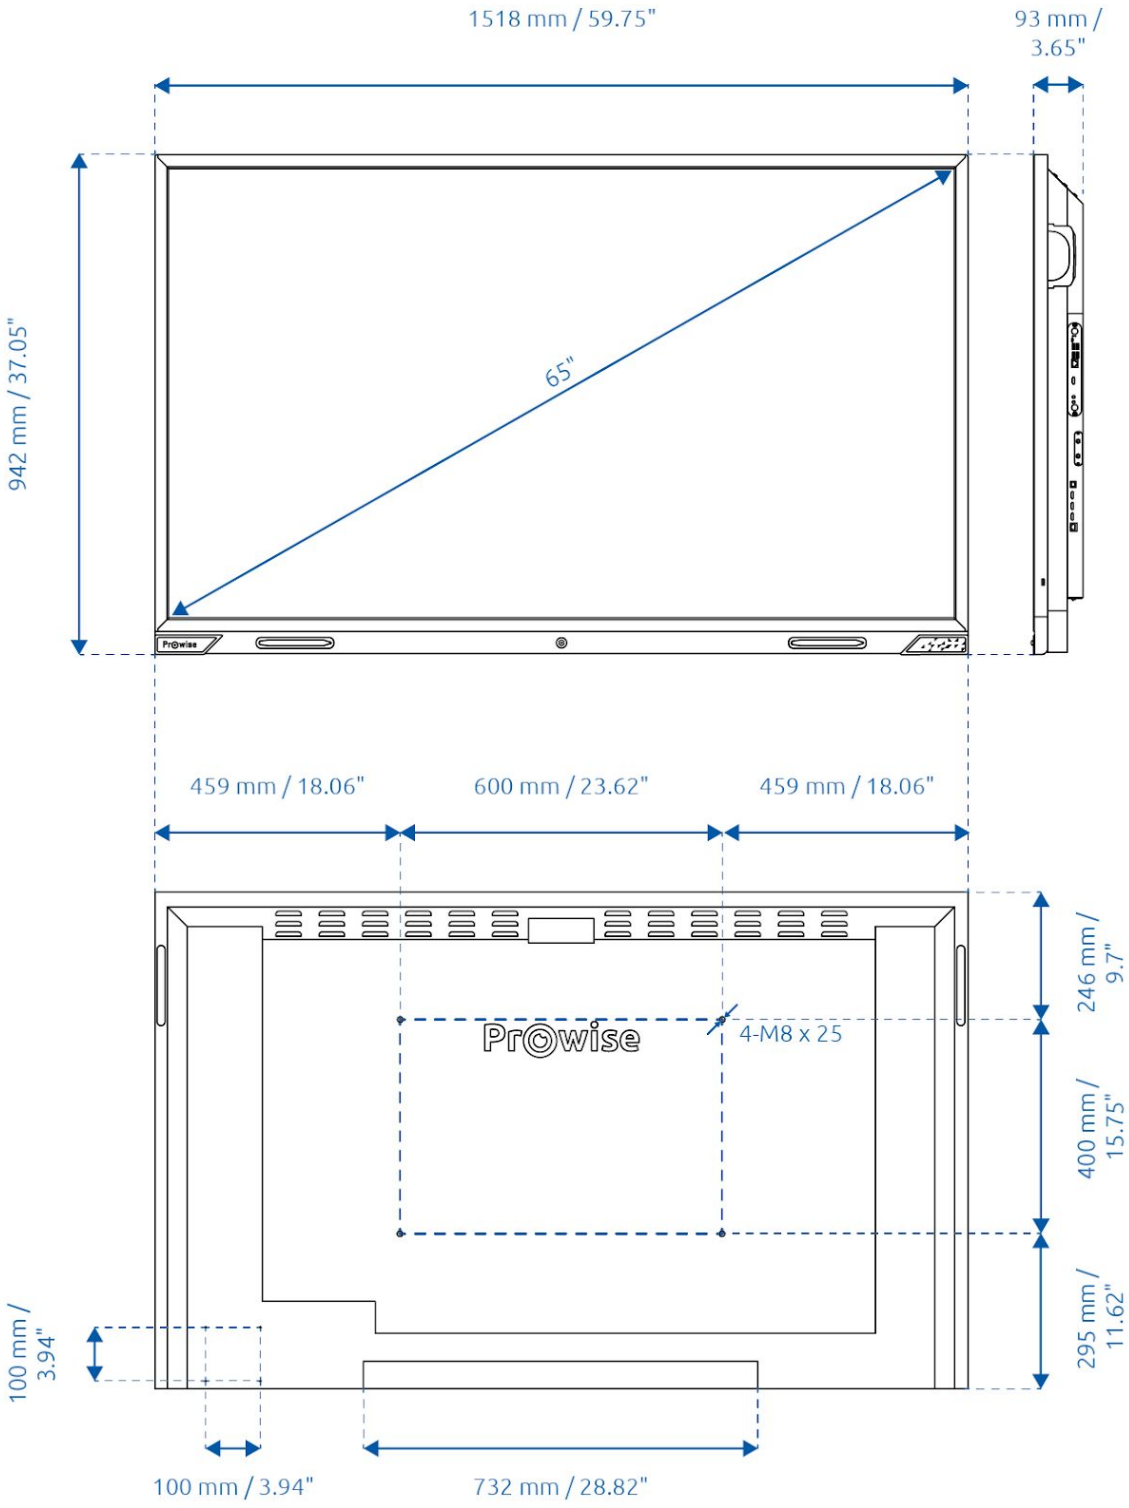 1518 mm / 59.75"
93 mm /
3.65"
942 mm / 37.05"
65"
Prowise
459 mm / 18.06"
600 mm / 23.62"
459 mm / 18.06"
246 mm /
9.7"
Prowise
4-M8 x 25
400 mm /
15.75"
295 mm /
11.62"
100 mm /
3.94"
100 mm / 3.94"
732 mm / 28.82"